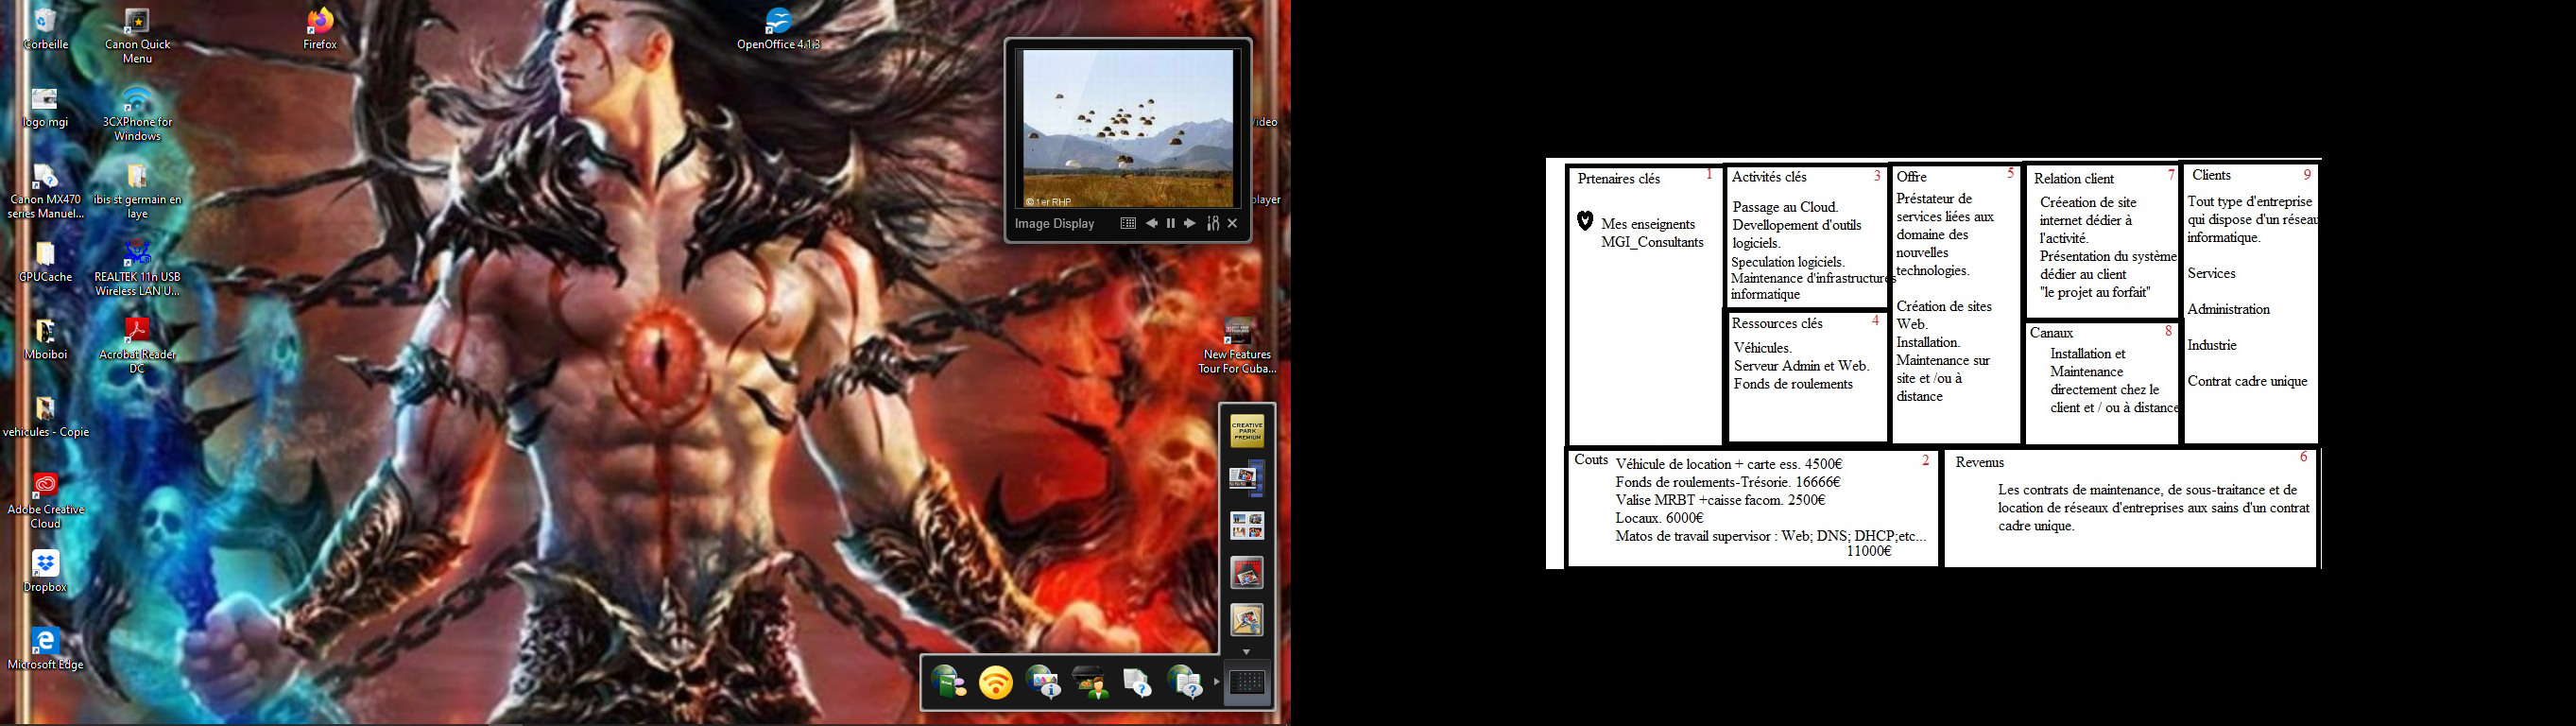 Corbeille
Canon Quick
Menu
Firefox
OpenOffice 4.1.3
logo mgi
3CXPhone for
Windows
Canon MX470
series Manuel...
ibis st germain en
laye
GPUCache
REALTEK 11n USB
Wireless LAN U...
Mboiboi
Acrobat Reader
DC
vehicules - Copie
Adobe Creative
Cloud
Dropbox
Microsoft Edge
© 1er RHP
Image Display
Video
player
New Features
Tour For Cuba...
CREATIVE
PARK
PREMIUM
Prtenaires clés 1
Mes enseignents
MGI_Consultants
Activités clés 3
Passage au Cloud.
Devellopement d'outils
logiciels.
Speculation logiciels.
Maintenance d'infrastructures
informatique
Ressources clés 4
Véhicules.
Serveur Admin et Web.
Fonds de roulements
Offre 5
Préstateur de
services liées aux
domaine des
nouvelles
technologies.
Création de sites
Web.
Installation.
Maintenance sur
site et /ou à
distance
Relation client 7
Créeation de site
internet dédier à
l'activité.
Présentation du système
dédier au client
"le projet au forfait"
Canaux 8
Installation et
Maintenance
directement chez le
client et / ou à distance
Clients 9
Tout type d'entreprise
qui dispose d'un réseau
informatique.
Services
Administration
Industrie
Contrat cadre unique
Couts 2
Véhicule de location + carte ess. 4500€
Fonds de roulements-Trésorie. 16666€
Valise MRBT +caisse facom. 2500€
Locaux. 6000€
Matos de travail supervisor : Web; DNS; DHCP;etc...
11000€
Revenus 6
Les contrats de maintenance, de sous-traitance et de
location de réseaux d'entreprises aux sains d'un contrat
cadre unique.